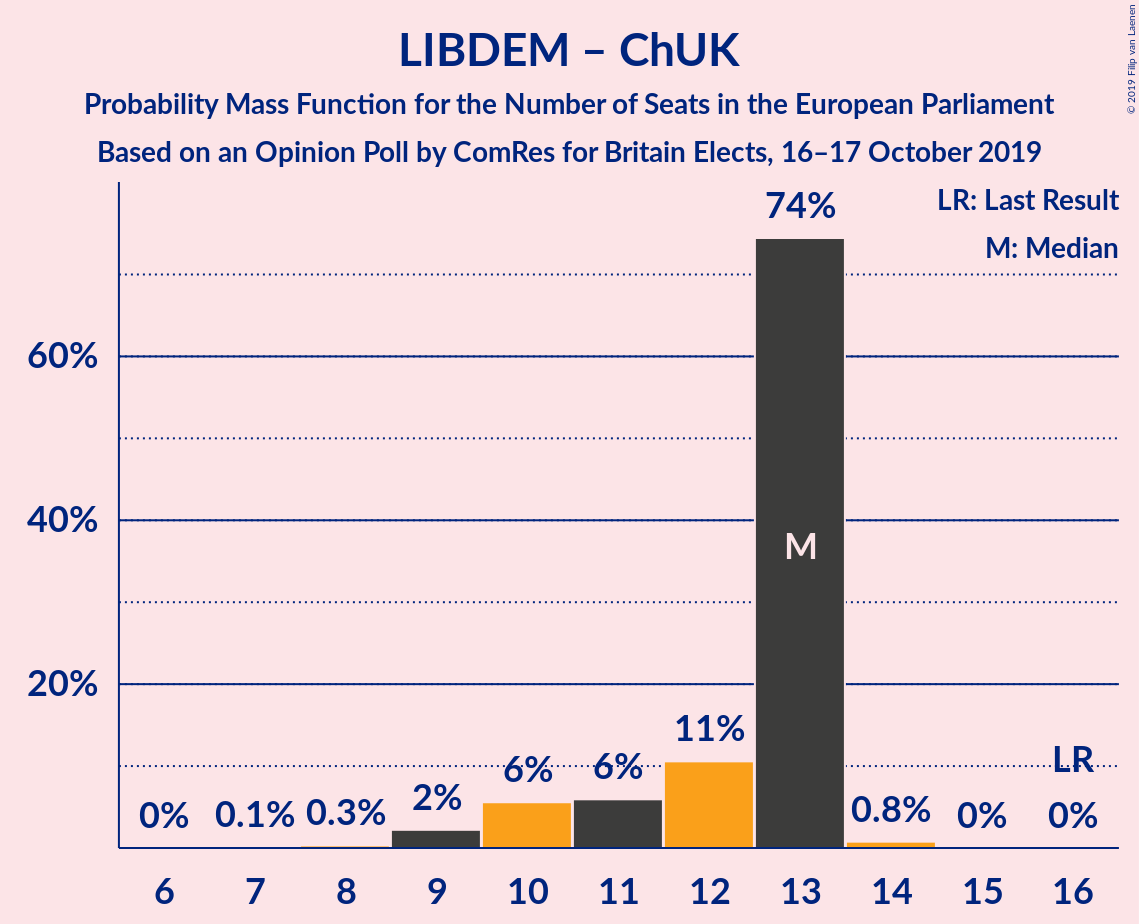 LIBDEM – ChUK
Probability Mass Function for the Number of Seats in the European Parliament
Based on an Opinion Poll by ComRes for Britain Elects, 16–17 October 2019
© 2019 Filip van Laenen
LR: Last Result
M: Median
60%
40%
20%
0%
0.1%
0.3%
2%
6%
6%
11%
74%
M
0.8%
0%
LR
0%
6 7 8 9 10 11 12 13 14 15 16